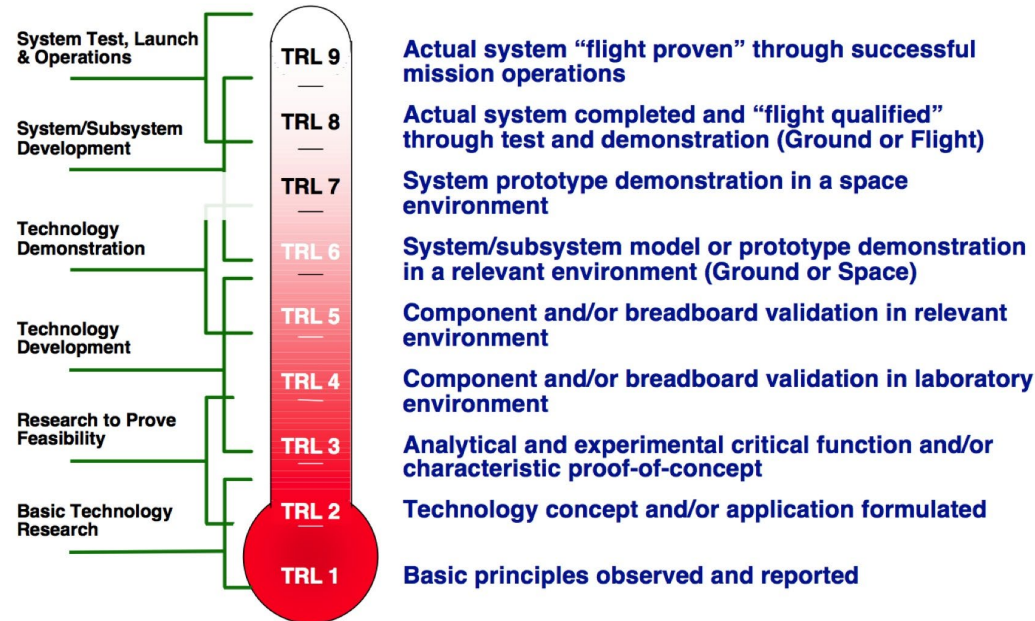 System Test, Launch
& Operations
System/Subsystem
Development
Technology
Demonstration
Technology
Development
Research to Prove
Feasibility
Basic Technology
Research
TRL 9
TRL 8
TRL 7
TRL 6
TRL 5
TRL 4
TRL 3
TRL 2
TRL 1
Actual system “flight proven” through successful
mission operations
Actual system completed and “flight qualified”
through test and demonstration (Ground or Flight)
System prototype demonstration in a space
environment
System/subsystem model or prototype demonstration
in a relevant environment (Ground or Space)
Component and/or breadboard validation in relevant
environment
Component and/or breadboard validation in laboratory
environment
Analytical and experimental critical function and/or
characteristic proof-of-concept
Technology concept and/or application formulated
Basic principles observed and reported